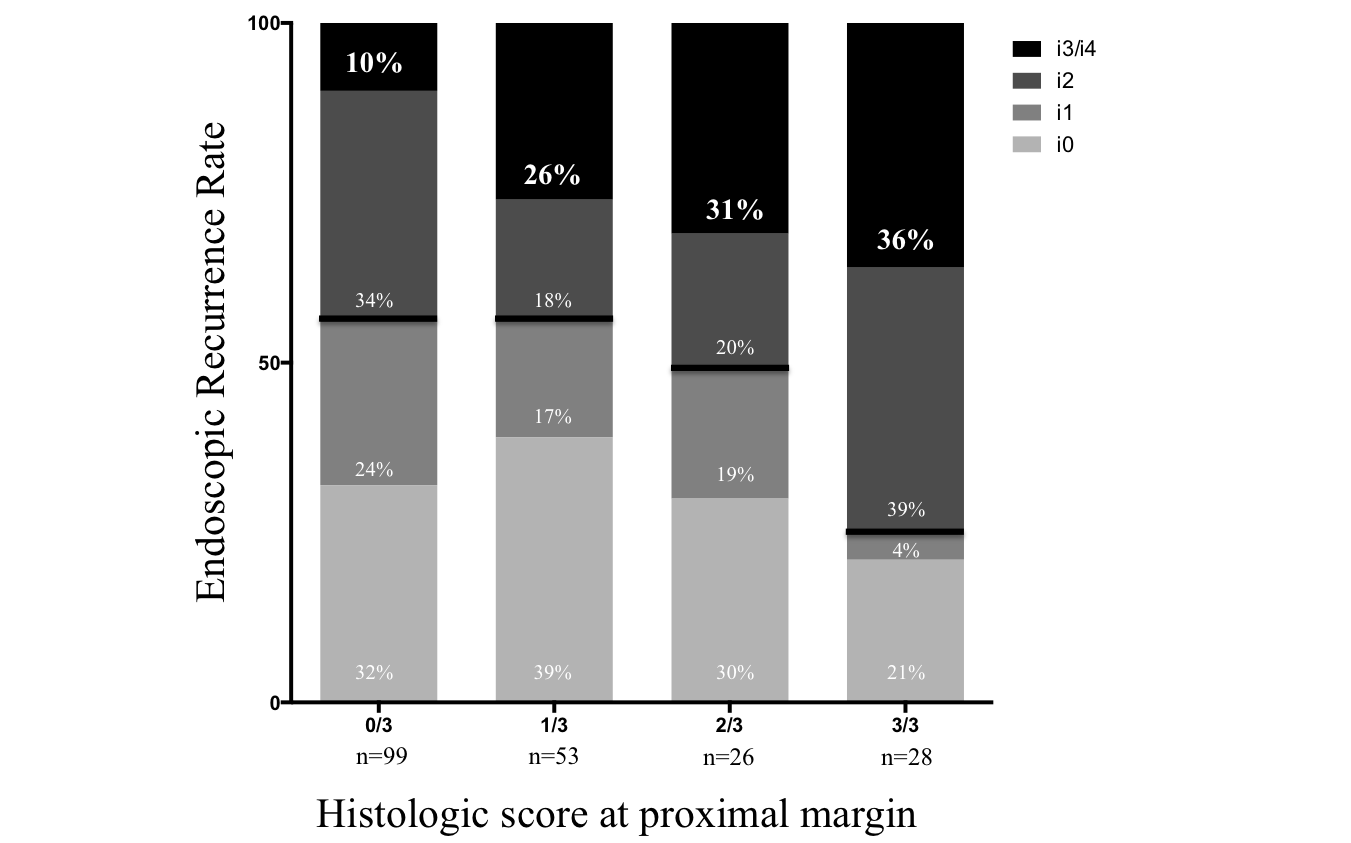 100
50
0
Endoscopic Recurrence Rate
10%
34%
24%
32%
26%
18%
17%
39%
31%
20%
19%
30%
36%
39%
4%
21%
i3/i4
i2
i1
i0
0/3
1/3
2/3
3/3
n=99
n=53
n=26
n=28
Histologic score at proximal margin